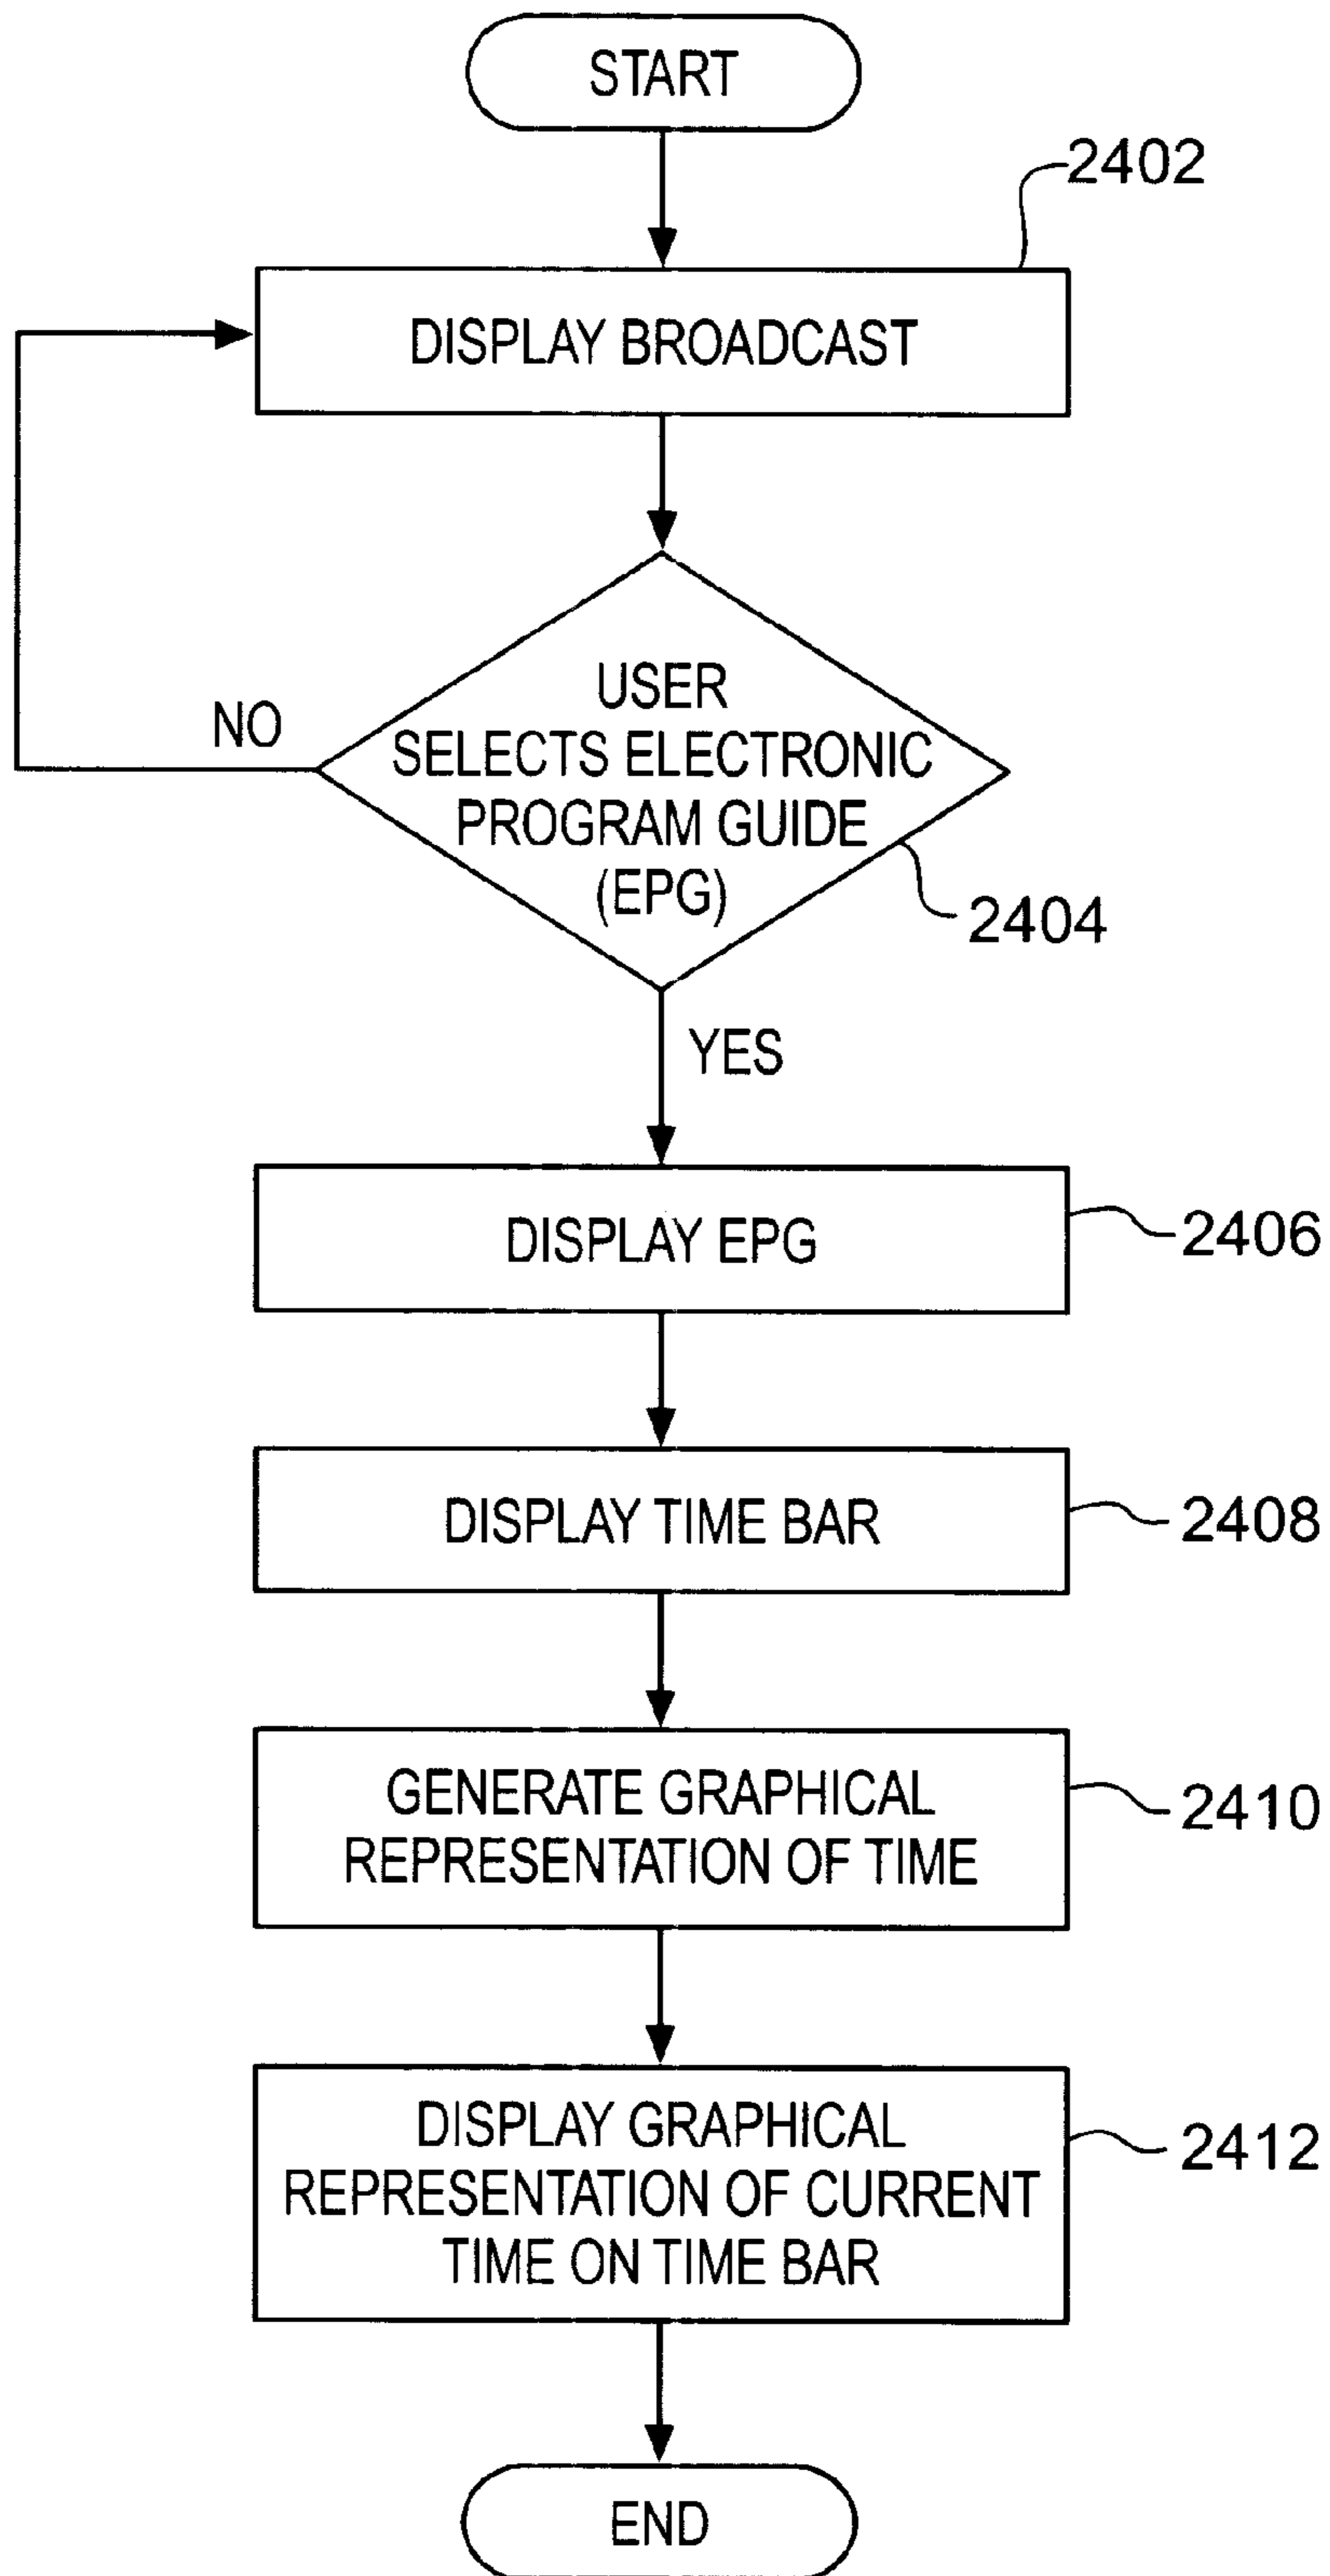 START
2402
DISPLAY BROADCAST
USER
SELECTS ELECTRONIC
PROGRAM GUIDE
(EPG)
NO
2404
YES
DISPLAY EPG
2406
DISPLAY TIME BAR
2408
GENERATE GRAPHICAL
REPRESENTATION OF TIME
2410
DISPLAY GRAPHICAL
REPRESENTATION OF CURRENT
TIME ON TIME BAR
2412
END